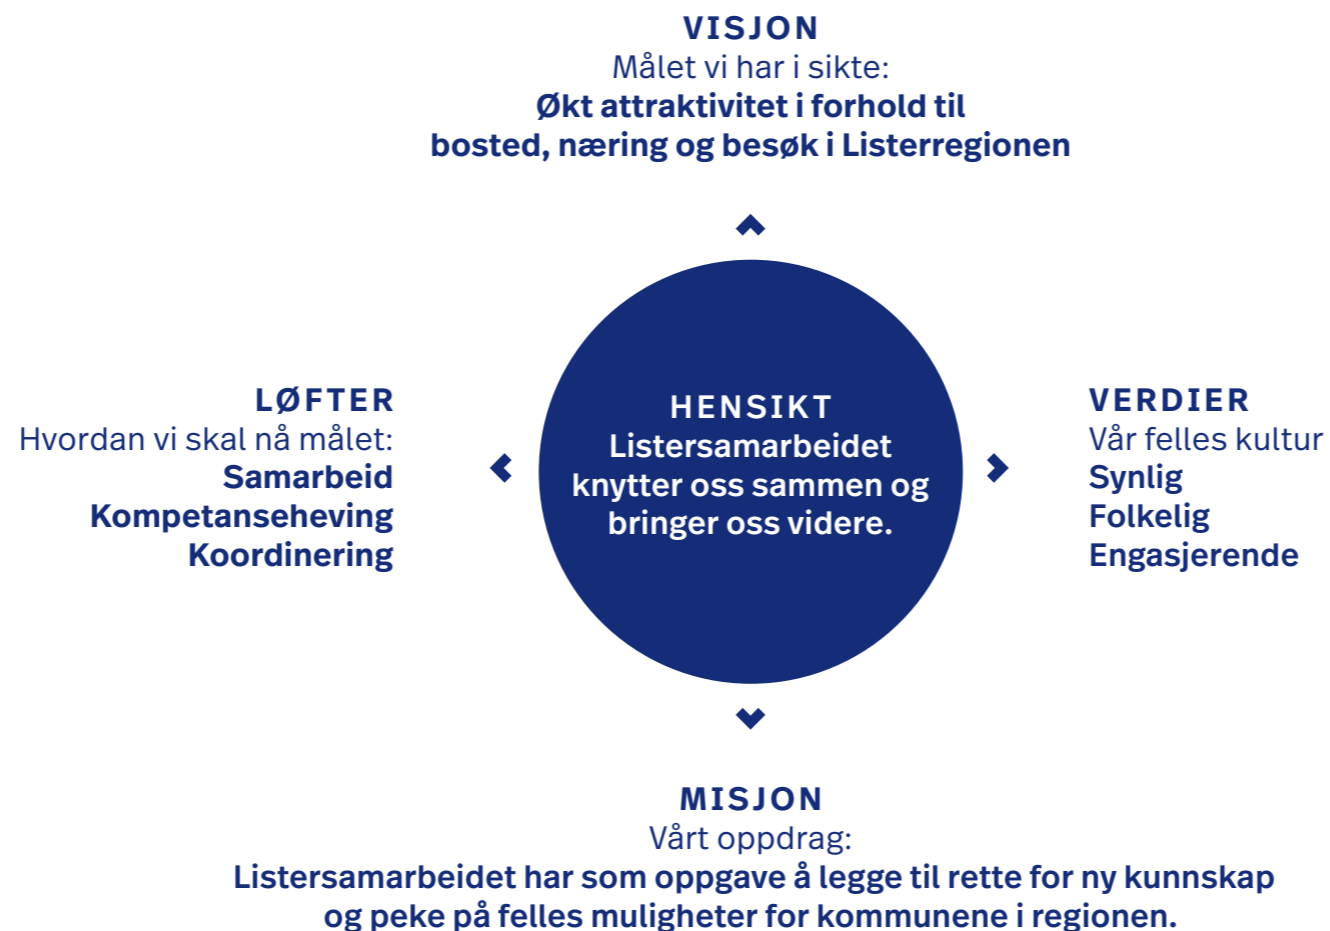 VISJON
Målet vi har i sikte:
Økt attraktivitet i forhold til
bosted, næring og besøk i Listerregionen
LØFTER
Hvordan vi skal nå målet:
Samarbeid
Kompetanseheving
Koordinering
HENSIKT
Listersamarbeidet
knytter oss sammen og
bringer oss videre.
VERDIER
Vår felles kultur
Synlig
Folkelig
Engasjerende
MISJON
Vårt oppdrag:
Listersamarbeidet har som oppgave å legge til rette for ny kunnskap
og peke på felles muligheter for kommunene i regionen.